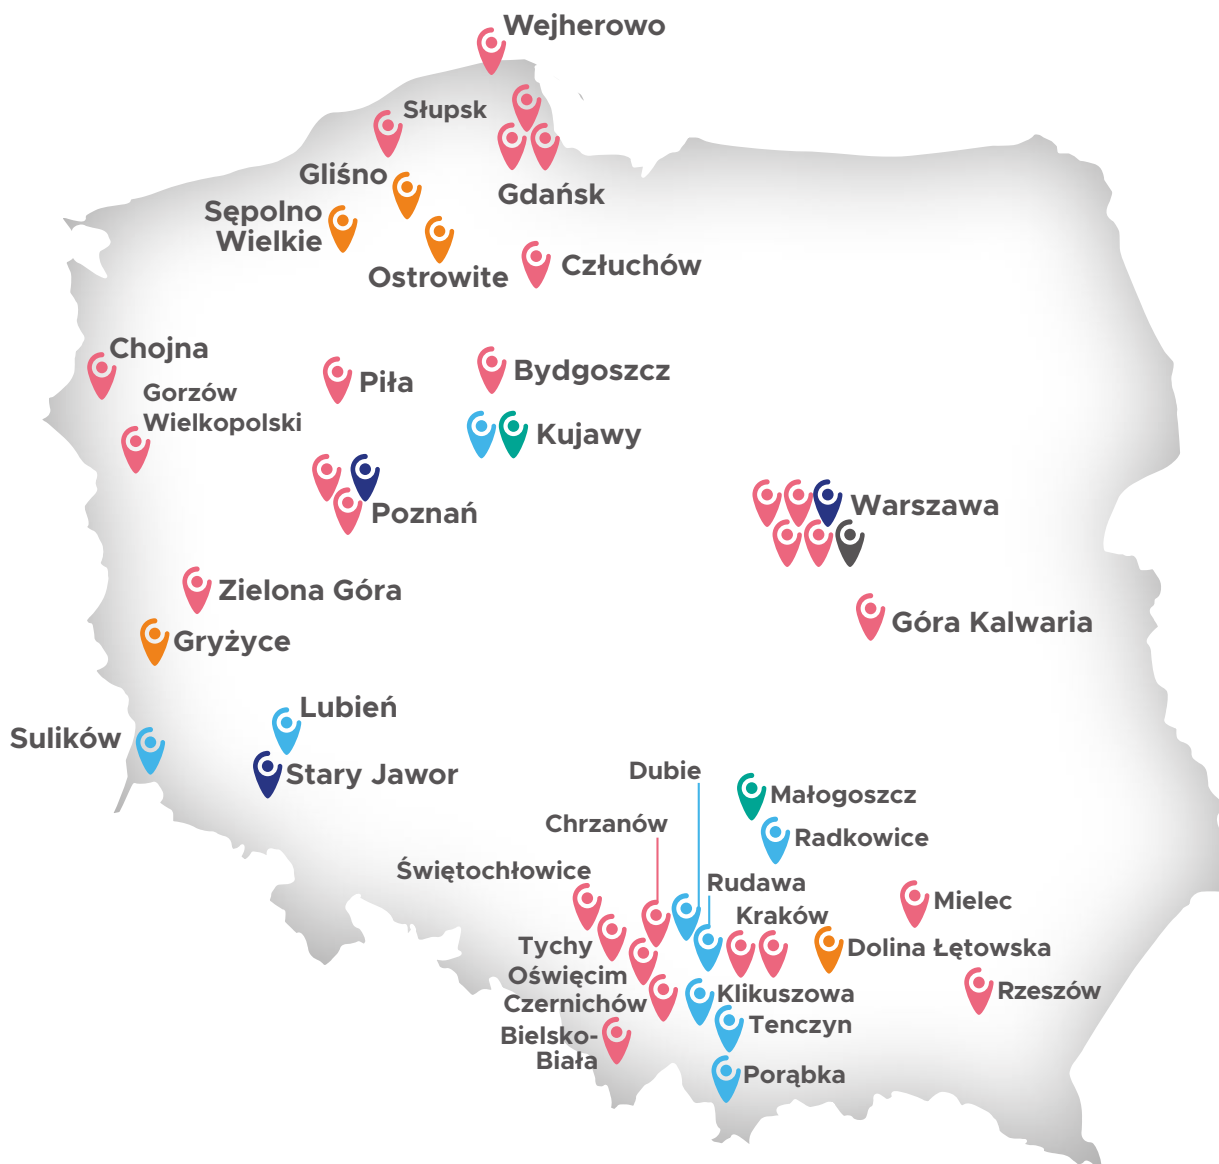 Wejherowo
Słupsk
Gliśno
Gdańsk
Sępolno
Wielkie
Ostrowite
Człuchów
Chojna
Piła
Bydgoszcz
Gorzów
Wielkopolski
Kujawy
Poznań
Warszawa
Zielona Góra
Góra Kalwaria
Gryżyce
Lubień
Sulików
Stary Jawor
Dubie
Małogoszcz
Chrzanów
Radkowice
Świętochłowice
Rudawa
Mielec
Kraków
Tychy
Dolina Łętowska
Oświęcim
Rzeszów
Klikuszowa
Czernichów
Tenczyn
Bielsko-
Biała
Porąbka